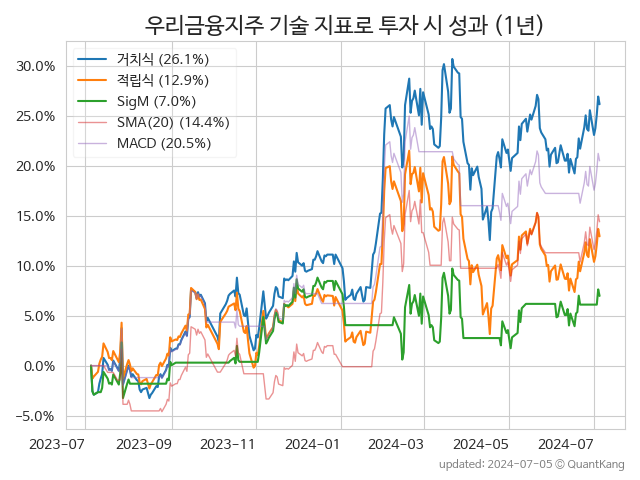 우리금융지주 기술 지표로 투자 시 성과 (1년)
거치식 (26.1%)
적립식 (12.9%)
SigM (7.0%)
SMA(20) (14.4%)
MACD (20.5%)
30.0%
25.0%
20.0%
15.0%
10.0%
5.0%
0.0%
−5.0%
2023-07 2023-09 2023-11 2024-01 2024-03 2024-05 2024-07
updated: 2024-07-05 © QuantKang